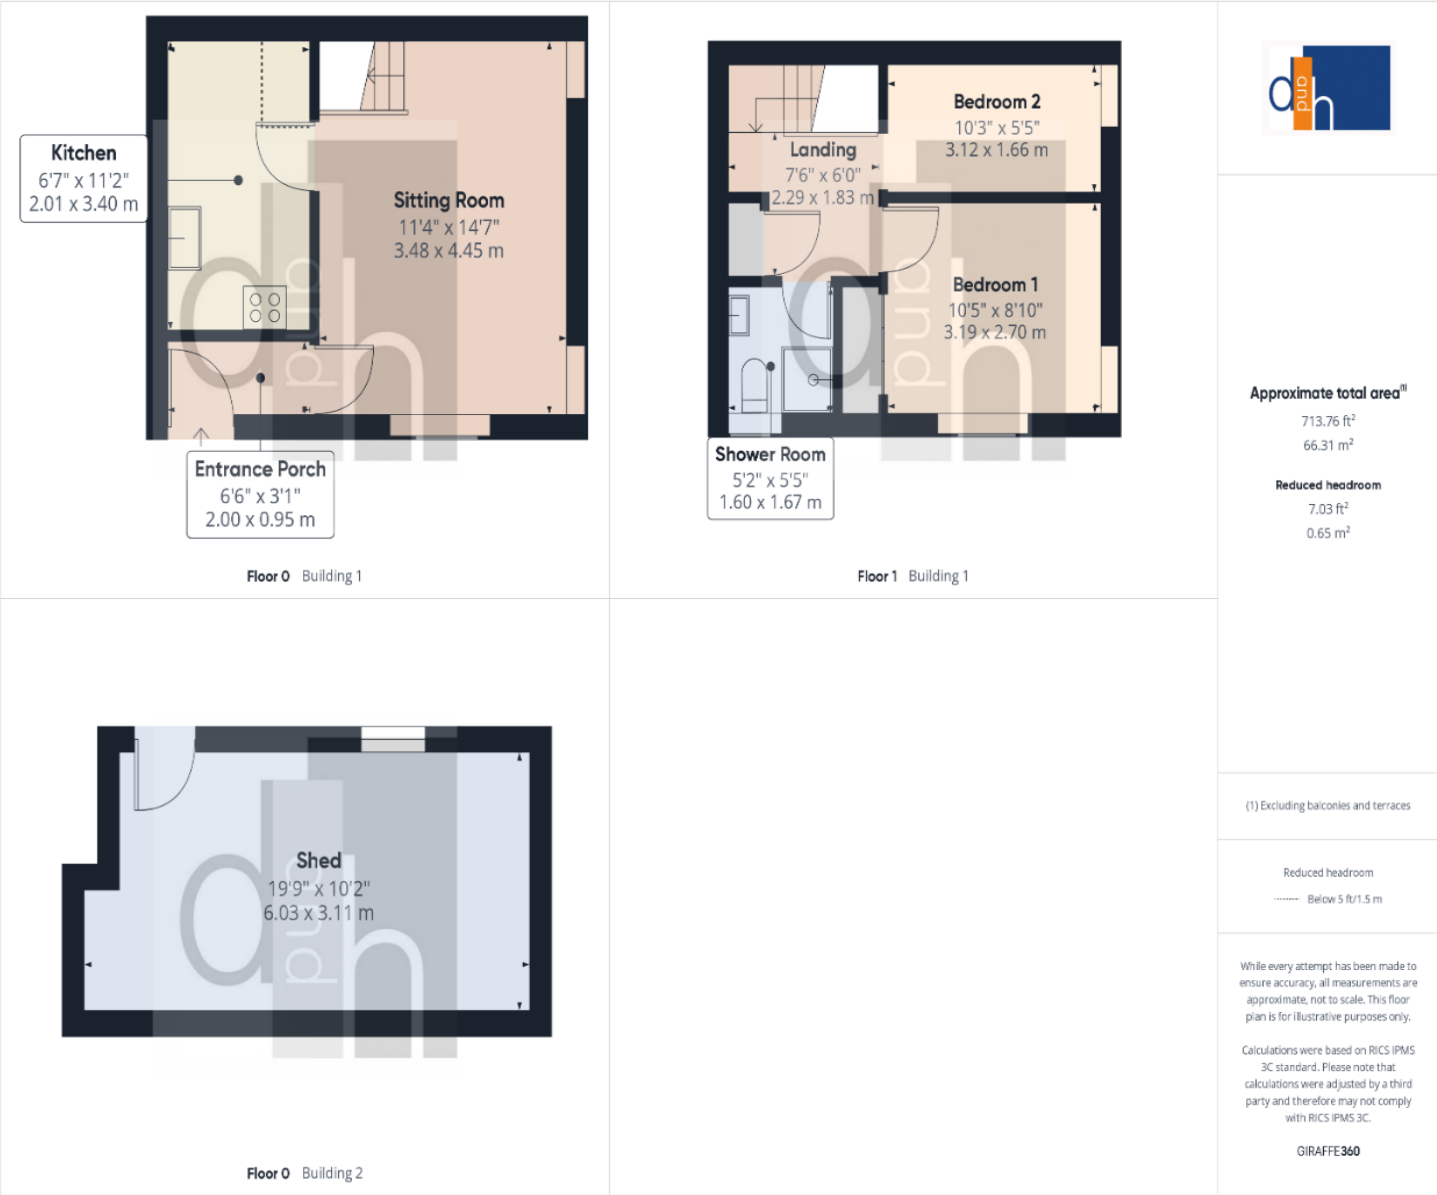 Kitchen
6'7" x 11'2"
2.01 x 3.40 m
Sitting Room
11'4" x 14'7"
3.48 x 4.45 m
Entrance Porch
6'6" x 3'1"
2.00 x 0.95 m
Floor 0 Building 1
Bedroom 2
10'3" x 5'5"
3.12 x 1.66 m
Landing
7'6" x 6'0"
2.29 x 1.83 m
Bedroom 1
10'5" x 8'10"
3.19 x 2.70 m
Shower Room
5'2" x 5'5"
1.60 x 1.67 m
Floor 1 Building 1
Shed
19'9" x 10'2"
6.03 x 3.11 m
Floor 0 Building 2
d and h
d and h
d and h
d and h
Approximate total area(1)
713.76 ft²
66.31 m²
Reduced headroom
7.03 ft²
0.65 m²
(1) Excluding balconies and terraces
Reduced headroom
Below 5 ft/1.5 m
While every attempt has been made to
ensure accuracy, all measurements are
approximate, not to scale. This floor
plan is for illustrative purposes only.
Calculations were based on RICS IPMS
3C standard. Please note that
calculations were adjusted by a third
party and therefore may not comply
with RICS IPMS 3C.
GIRAFFE360